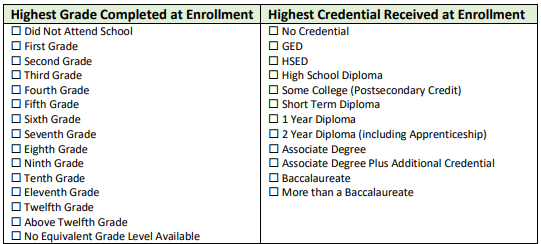 Highest Grade Completed at Enrollment
☐ Did Not Attend School
☐ First Grade
☐ Second Grade
☐ Third Grade
☐ Fourth Grade
☐ Fifth Grade
☐ Sixth Grade
☐ Seventh Grade
☐ Eighth Grade
☐ Ninth Grade
☐ Tenth Grade
☐ Eleventh Grade
☐ Twelfth Grade
☐ Above Twelfth Grade
☐ No Equivalent Grade Level Available
Highest Credential Received at Enrollment
☐ No Credential
☐ GED
☐ HSED
☐ High School Diploma
☐ Some College (Postsecondary Credit)
☐ Short Term Diploma
☐ 1 Year Diploma
☐ 2 Year Diploma (including Apprenticeship)
☐ Associate Degree
☐ Associate Degree Plus Additional Credential
☐ Baccalaureate
☐ More than a Baccalaureate